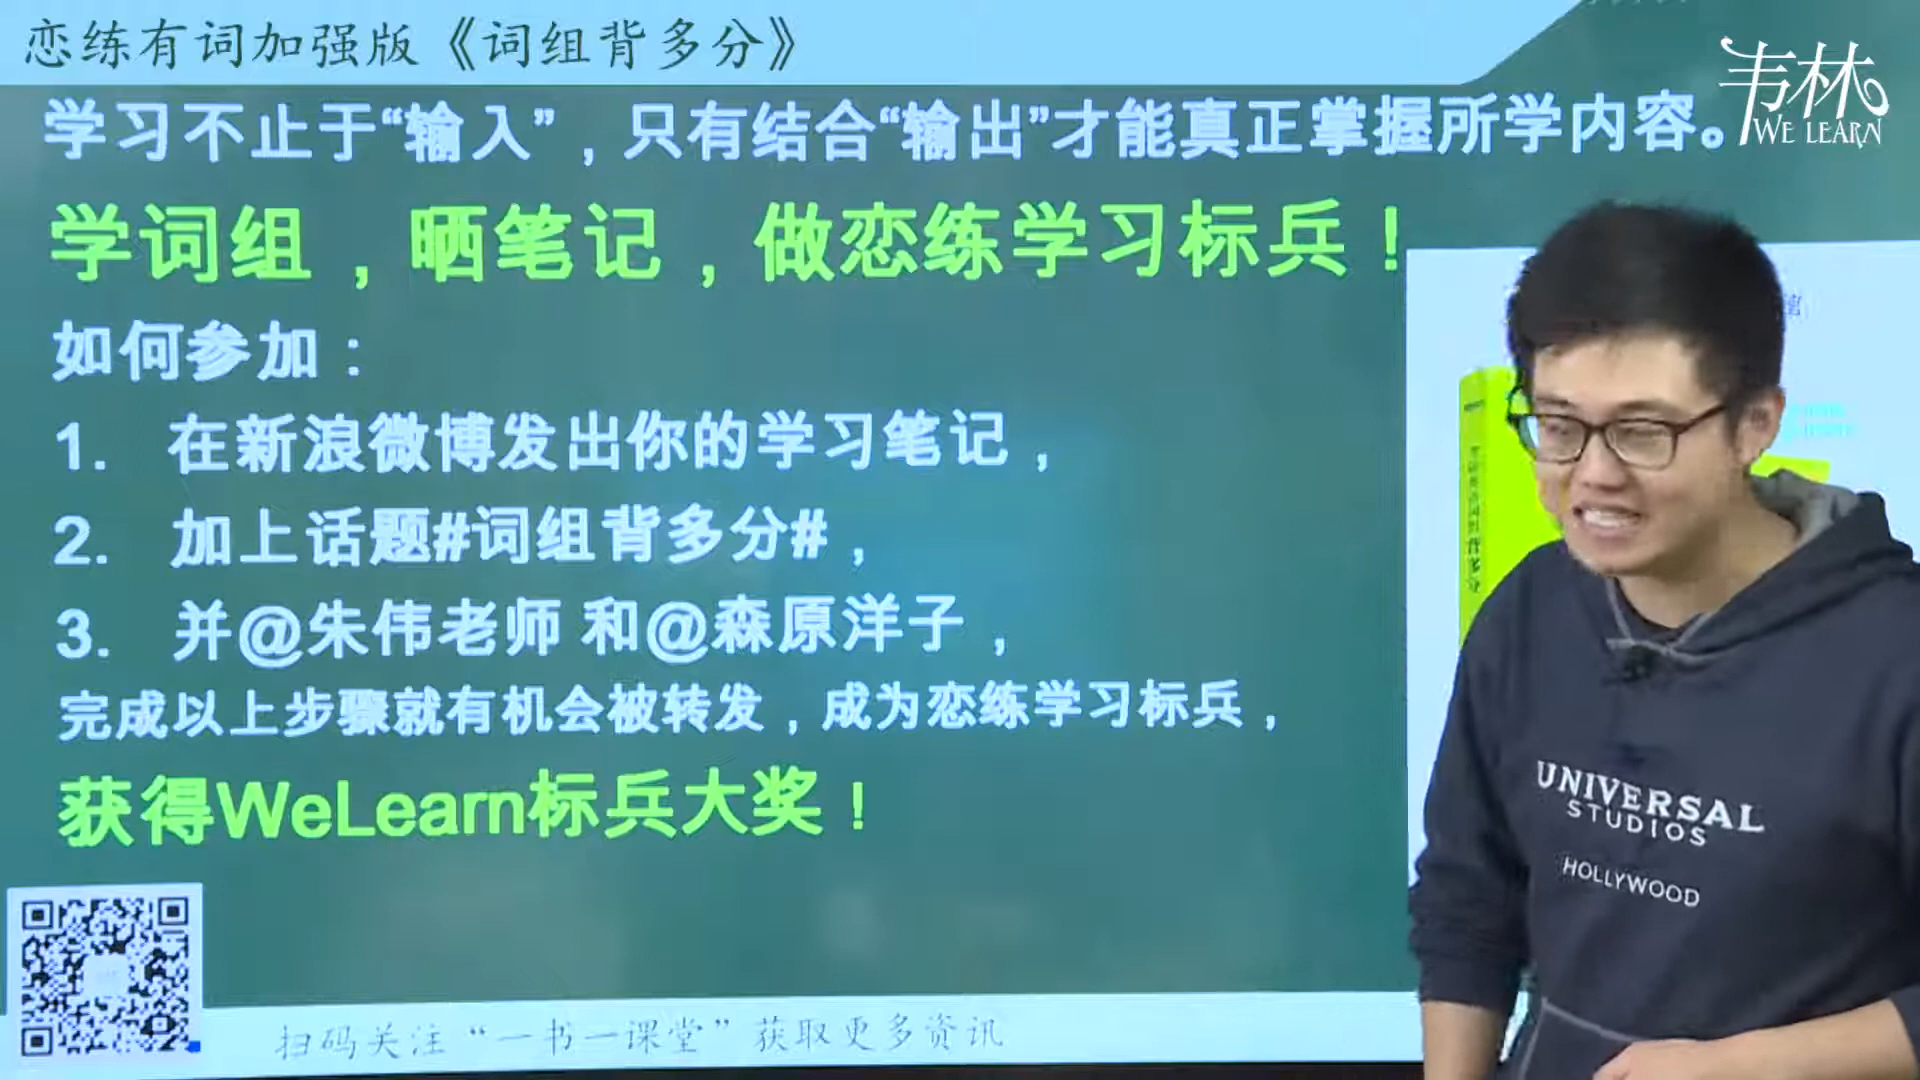 恋练有词加强版《词组背多分》
韦林
WE LEARN
学习不止于“输入”，只有结合“输出”才能真正掌握所学内容。
学词组，晒笔记，做恋练学习标兵！
如何参加：
1. 在新浪微博发出你的学习笔记，
2. 加上话题#词组背多分#，
3. 并@朱伟老师 和@森原洋子，
完成以上步骤就有机会被转发，成为恋练学习标兵，
获得WeLearn标兵大奖！
背多分
UNIVERSAL
STUDIOS
HOLLYWOOD
扫码关注“一书一课堂”获取更多资讯